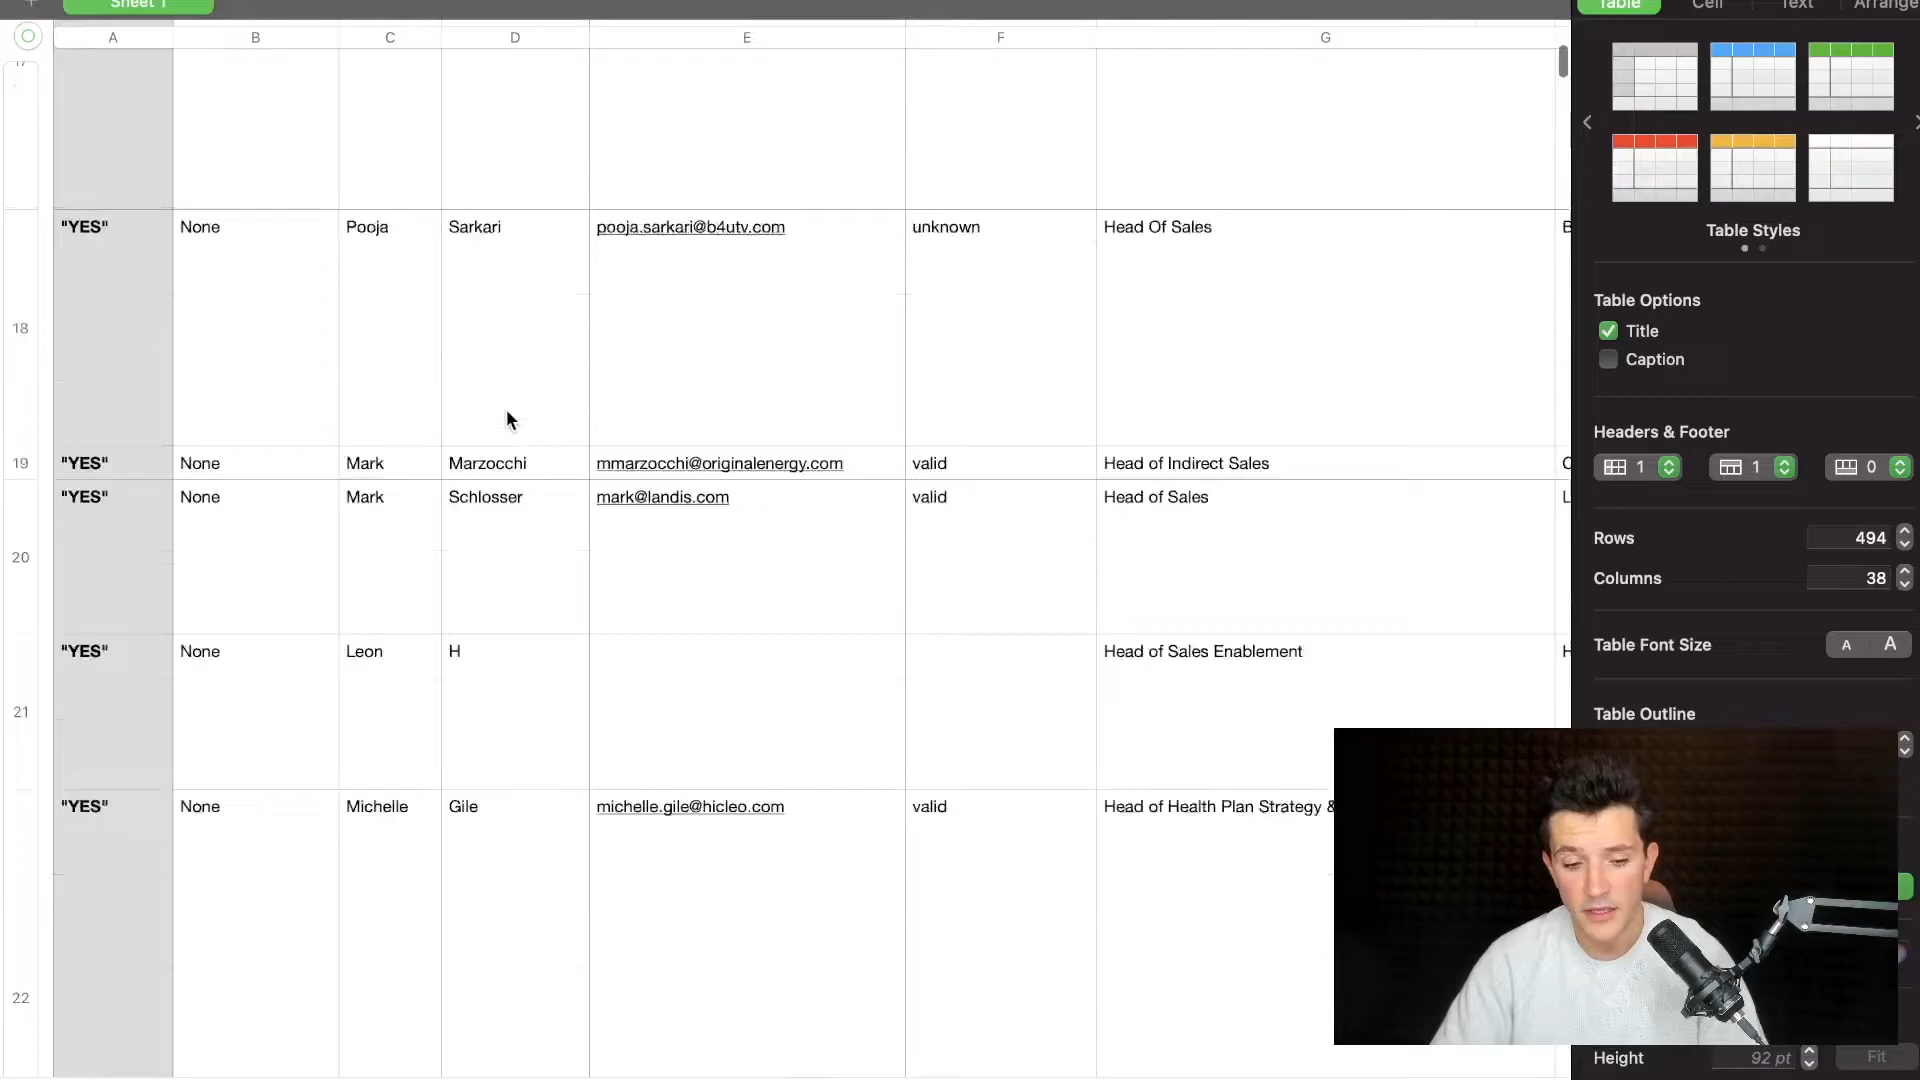 Sheet 1
Table Cell Text Arrange
A B C D E F G
17
"YES" None Pooja Sarkari pooja.sarkari@b4utv.com unknown Head Of Sales B
18
19 "YES" None Mark Marzocchi mmarzocchi@originalenergy.com valid Head of Indirect Sales
"YES" None Mark Schlosser mark@landis.com valid Head of Sales L
20
"YES" None Leon H Head of Sales Enablement H
21
"YES" None Michelle Gile michelle.gile@hicleo.com valid Head of Health Plan Strategy &
22
Table Styles
Table Options
Title
Caption
Headers & Footer
1 1 0
Rows 494
Columns 38
Table Font Size A A
Table Outline
Height 92 pt Fit